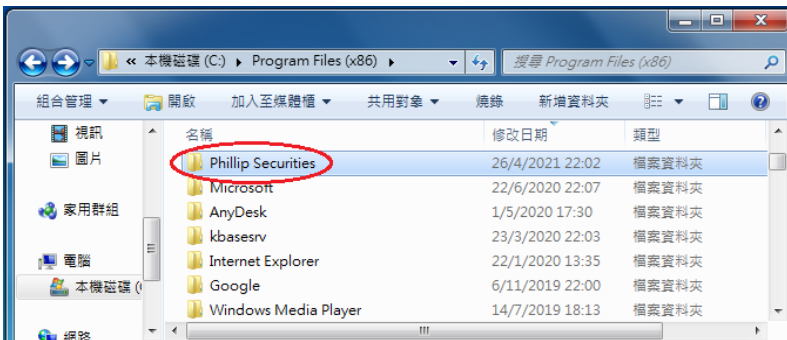 « 本機磁碟 (C:) ▸ Program Files (x86) ▸ 搜尋 Program Files (x86)
組合管理 ▼ 開啟 加入至媒體櫃 ▼ 共用對象 ▼ 燒錄 新增資料夾
名稱 修改日期 類型
視訊
圖片
家用群組
電腦
本機磁碟 (
網路
Phillip Securities 26/4/2021 22:02 檔案資料夾
Microsoft 22/6/2020 22:07 檔案資料夾
AnyDesk 1/5/2020 17:30 檔案資料夾
kbasesrv 23/3/2020 22:03 檔案資料夾
Internet Explorer 22/1/2020 13:35 檔案資料夾
Google 6/11/2019 22:00 檔案資料夾
Windows Media Player 14/7/2019 18:13 檔案資料夾